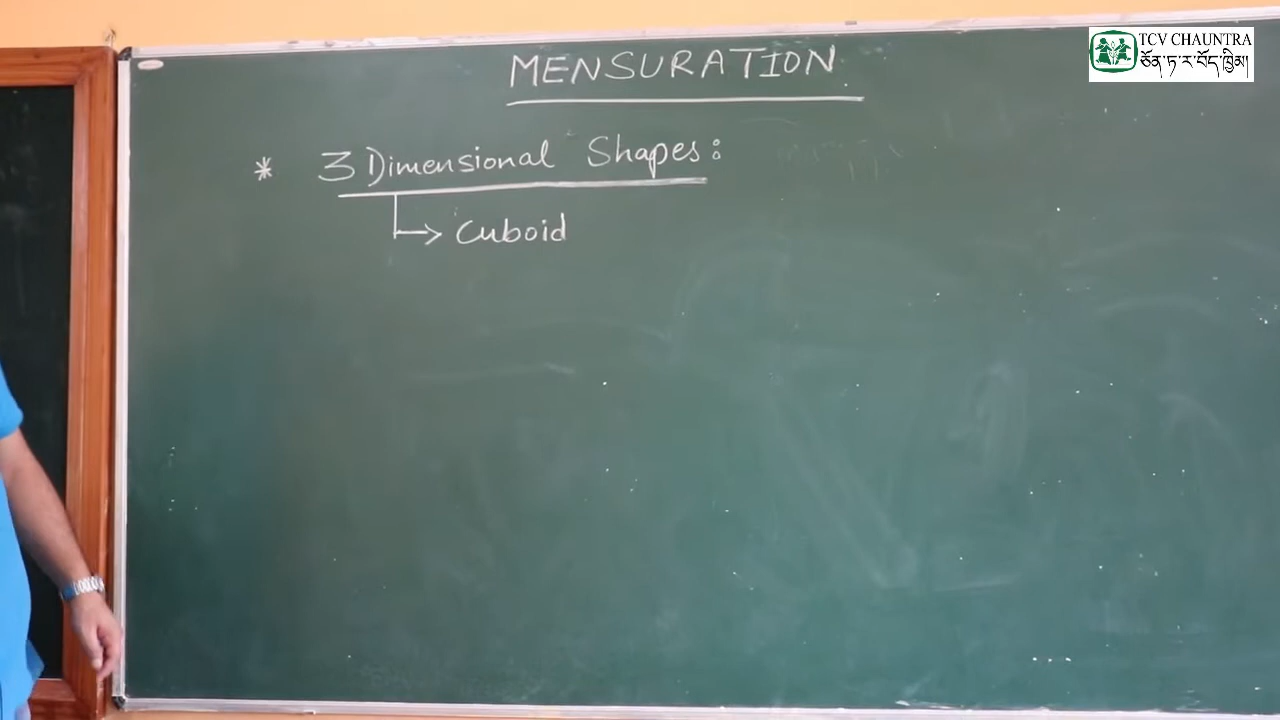 MENSURATION
* 3 Dimensional Shapes:
↳ Cuboid
TCV CHAUNTRA
ཅོན་ཏ་ར་བོད་ཁྱིམ།